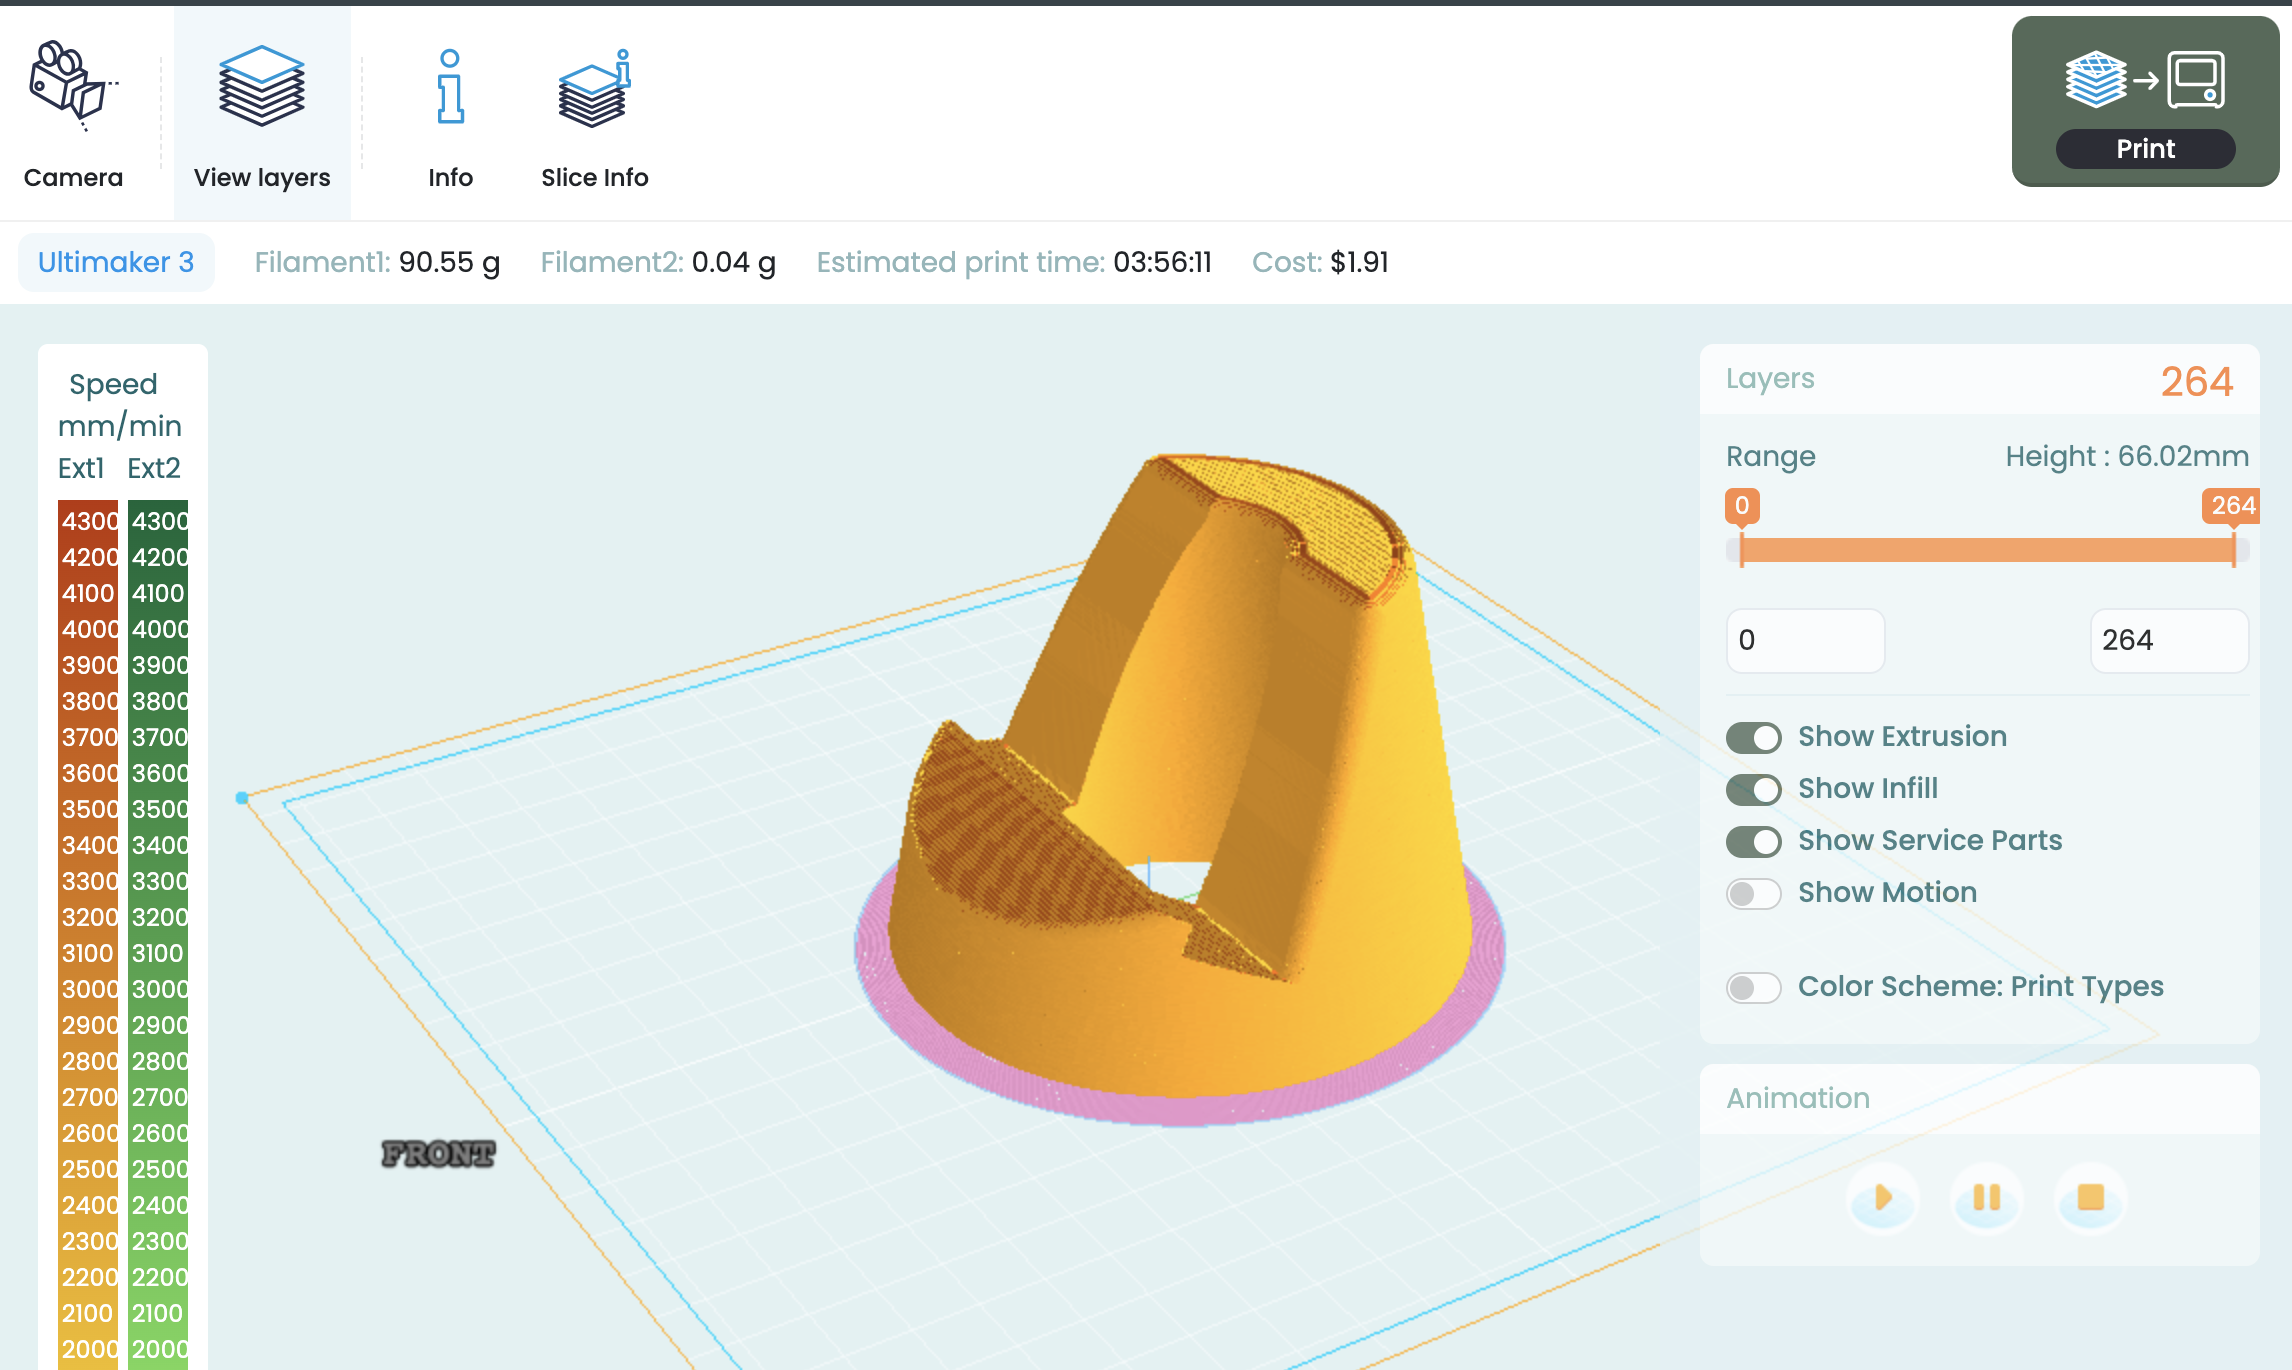 Camera
View layers
Info
Slice Info
Print
Ultimaker 3 Filament1: 90.55 g Filament2: 0.04 g Estimated print time: 03:56:11 Cost: $1.91
Speed
mm/min
Ext1 Ext2
4300 4300
4200 4200
4100 4100
4000 4000
3900 3900
3800 3800
3700 3700
3600 3600
3500 3500
3400 3400
3300 3300
3200 3200
3100 3100
3000 3000
2900 2900
2800 2800
2700 2700
2600 2600
2500 2500
2400 2400
2300 2300
2200 2200
2100 2100
2000 2000
FRONT
Layers 264
Range Height : 66.02mm
0 264
0 264
Show Extrusion
Show Infill
Show Service Parts
Show Motion
Color Scheme: Print Types
Animation